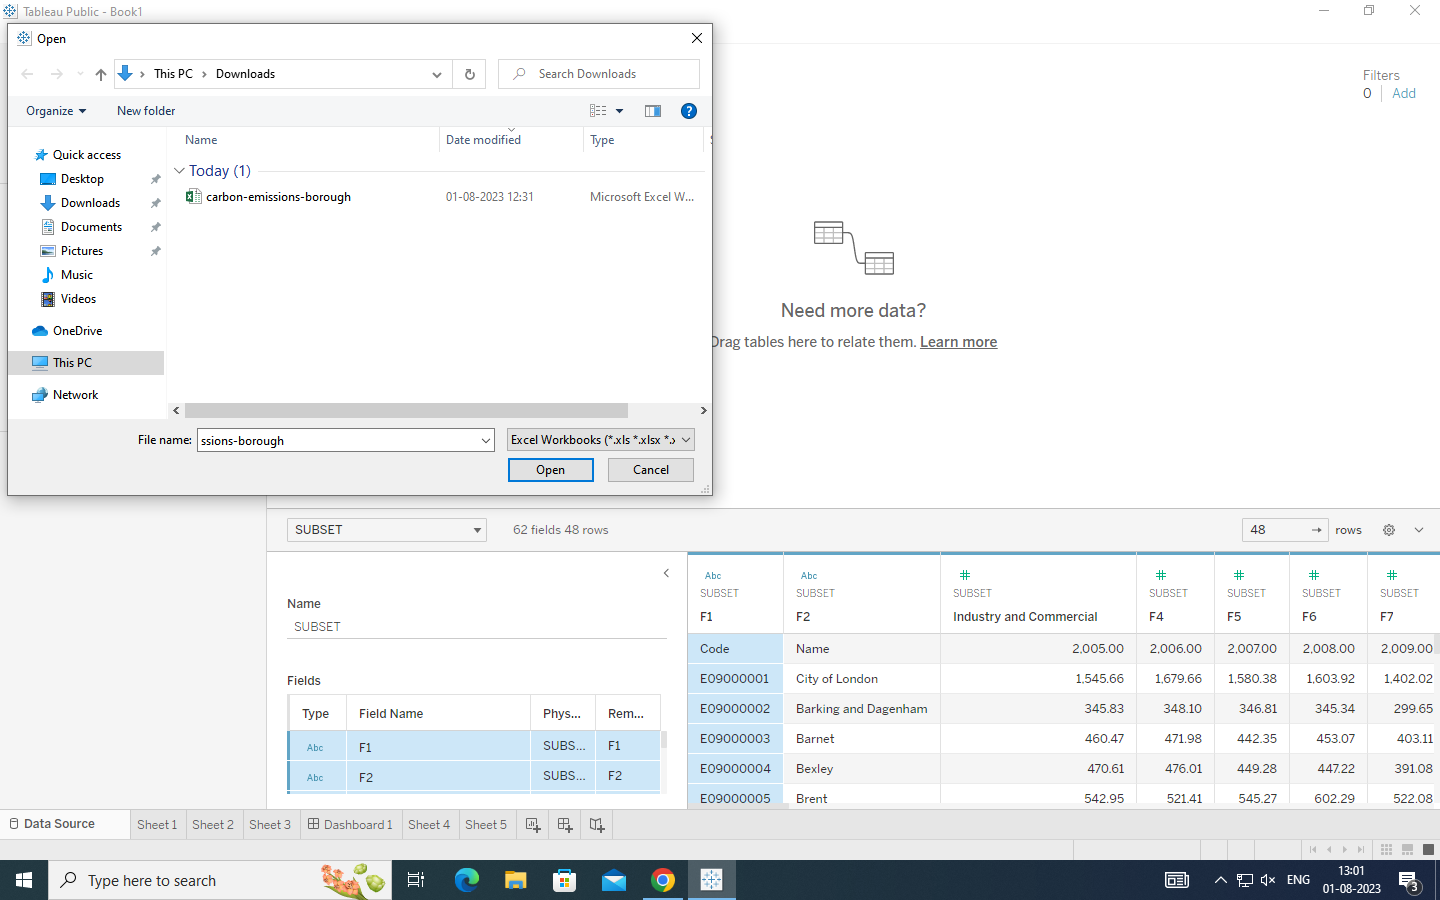 Tableau Public - Book1
Open
This PC
Downloads
Search Downloads
Organize
New folder
Name
Date modified
Type
Quick access
Desktop
Downloads
Documents
Pictures
Music
Videos
OneDrive
This PC
Network
Today (1)
carbon-emissions-borough 01-08-2023 12:31 Microsoft Excel W...
File name: ssions-borough
Excel Workbooks (*.xls *.xlsx *.x
Open
Cancel
Filters
0 Add
Need more data?
Drag tables here to relate them. Learn more
SUBSET
62 fields 48 rows
48 → rows
Name
SUBSET
Fields
Type Field Name Phys... Rem...
Abc F1 SUBS... F1
Abc F2 SUBS... F2
Abc Abc # # # # #
SUBSET SUBSET SUBSET SUBSET SUBSET SUBSET SUBSET
F1 F2 Industry and Commercial F4 F5 F6 F7
Code Name 2,005.00 2,006.00 2,007.00 2,008.00 2,009.00
E09000001 City of London 1,545.66 1,679.66 1,580.38 1,603.92 1,402.02
E09000002 Barking and Dagenham 345.83 348.10 346.81 345.34 299.65
E09000003 Barnet 460.47 471.98 442.35 453.07 403.11
E09000004 Bexley 470.61 476.01 449.28 447.22 391.08
E09000005 Brent 542.95 521.41 545.27 602.29 522.08
Data Source Sheet 1 Sheet 2 Sheet 3 Dashboard 1 Sheet 4 Sheet 5
Type here to search
ENG
13:01
01-08-2023
3